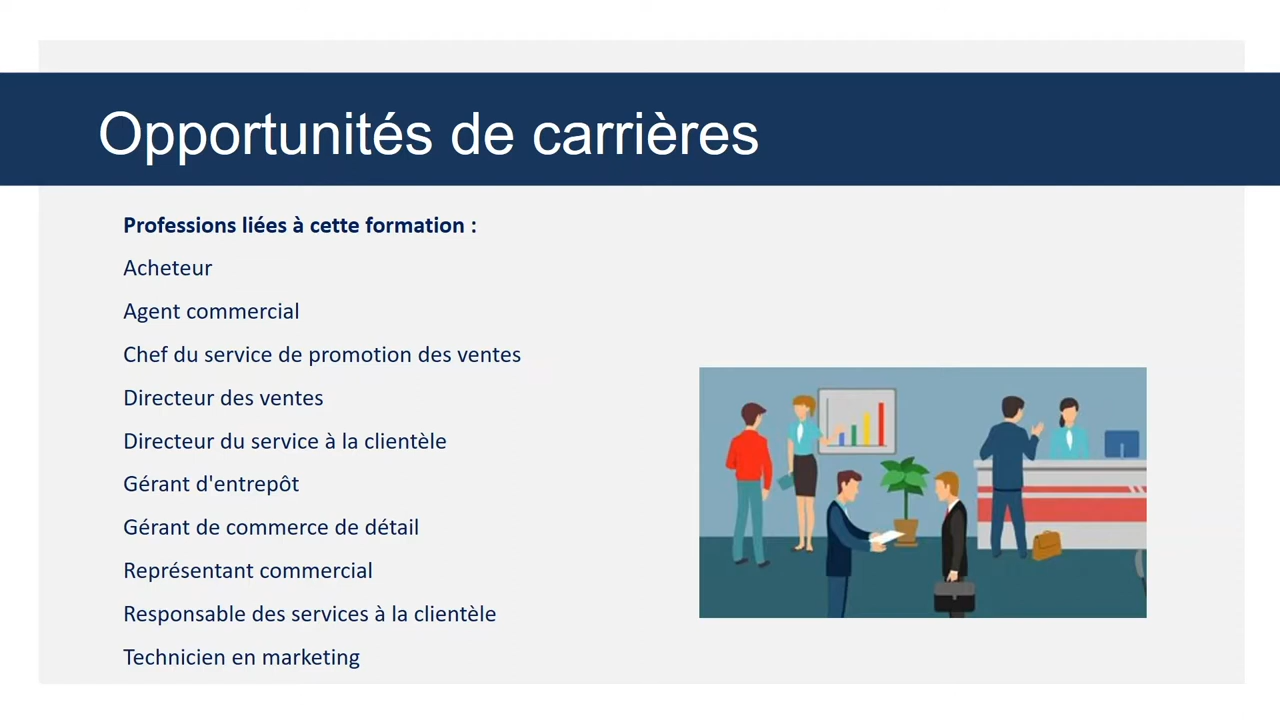 Opportunités de carrières
Professions liées à cette formation :
Acheteur
Agent commercial
Chef du service de promotion des ventes
Directeur des ventes
Directeur du service à la clientèle
Gérant d'entrepôt
Gérant de commerce de détail
Représentant commercial
Responsable des services à la clientèle
Technicien en marketing